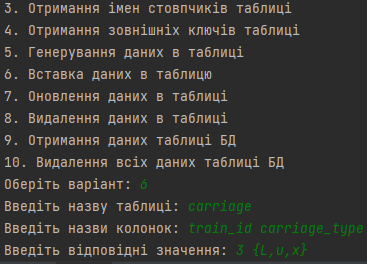 3. Отримання імен стовпчиків таблиці
4. Отримання зовнішніх ключів таблиці
5. Генерування даних в таблиці
6. Вставка даних в таблицю
7. Оновлення даних в таблиці
8. Видалення даних в таблиці
9. Отримання даних таблиці БД
10. Видалення всіх даних таблиці БД
Оберіть варіант: 6
Введіть назву таблиці: carriage
Введіть назви колонок: train_id carriage_type
Введіть відповідні значення: 3 {L,u,x}